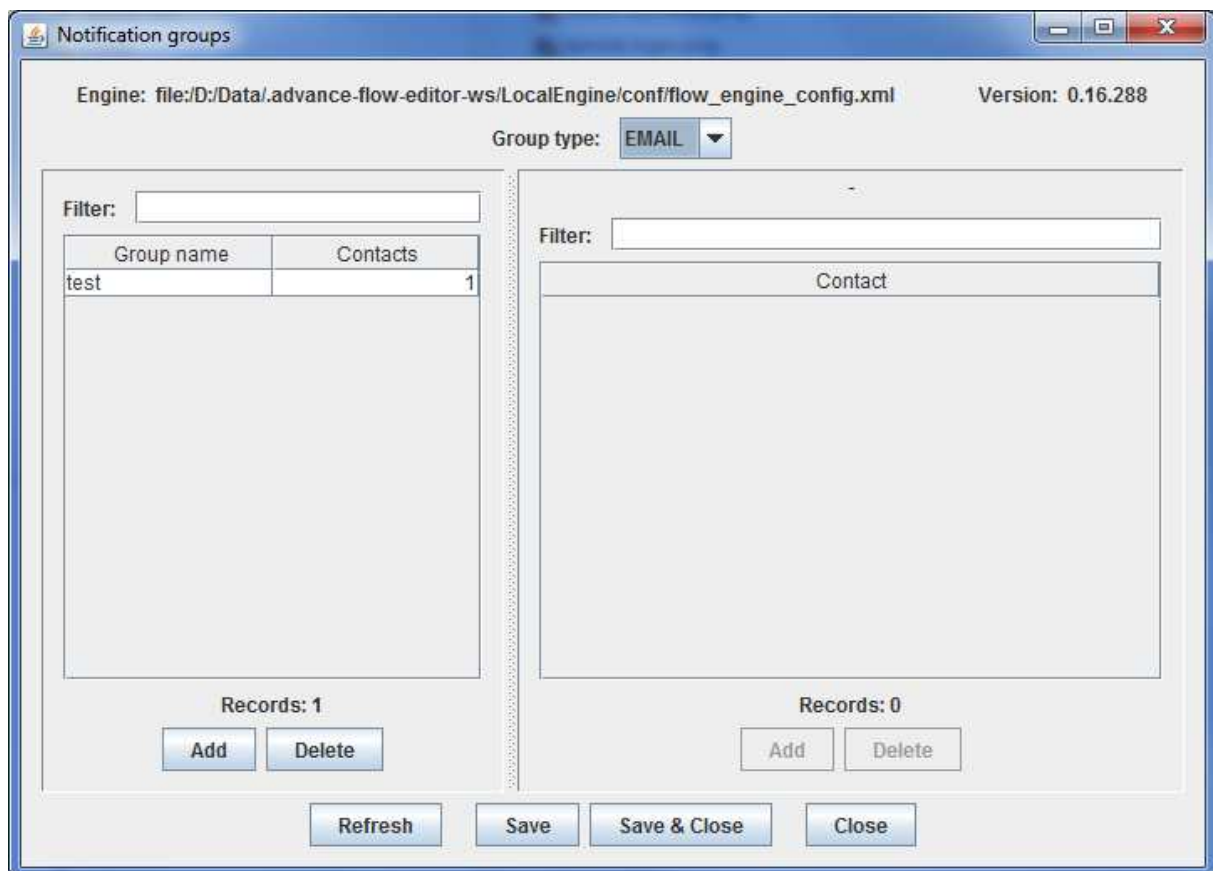 Notification groups
Engine: file:/D:/Data/.advance-flow-editor-ws/LocalEngine/conf/flow_engine_config.xml Version: 0.16.288
Group type: EMAIL
Filter:
Group name Contacts
test 1
Records: 1
Add Delete
-
Filter:
Contact
Records: 0
Add Delete
Refresh Save Save & Close Close